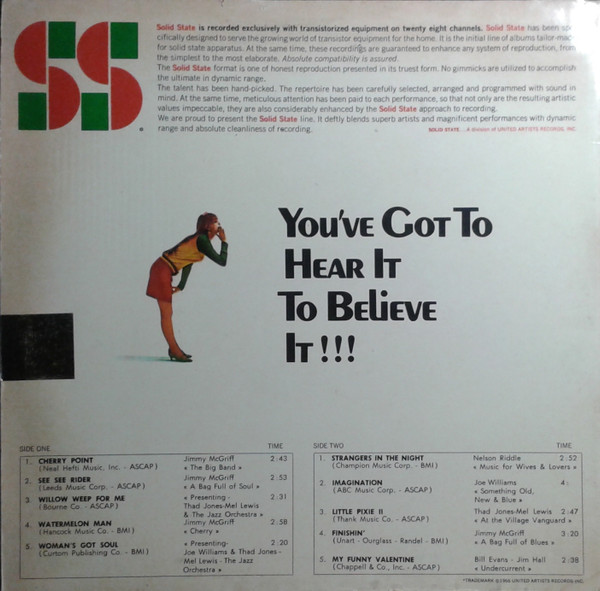 SS
Solid State is recorded exclusively with transistorized equipment on twenty eight channels. Solid State has been
cifically designed to serve the growing world of transistor equipment for the home. It is the initial line of albums tailor-mad
for solid state apparatus. At the same time, these recordings are guaranteed to enhance any system of reproduction, from
the simplest to the most elaborate. Absolute compatibility is assured.
The Solid State format is one of honest reproduction presented in its truest form. No gimmicks are utilized to accomplish
the ultimate in dynamic range.
The talent has been hand-picked. The repertoire has been carefully selected, arranged and programmed with sound in
mind. At the same time, meticulous attention has been paid to each performance, so that not only are the resulting artistic
values impeccable, they are also considerably enhanced by the Solid State approach to recording.
We are proud to present the Solid State line. It deftly blends superb artists and magnificent performances with dynamic
range and absolute cleanliness of recording.
SOLID STATE... A division of UNITED ARTISTS RECORDS, INC.
You've Got To
Hear It
To Believe
It!!!
SIDE ONE TIME
1. CHERRY POINT Jimmy McGriff 2:43
(Neal Hefti Music, Inc. - ASCAP) « The Big Band »
2. SEE SEE RIDER Jimmy McGriff 2:53
(Leeds Music Corp. - ASCAP) « A Bag Full of Soul »
3. WILLOW WEEP FOR ME « Presenting - 2:31
(Bourne Co. - ASCAP) Thad Jones-Mel Lewis
& The Jazz Orchestra »
4. WATERMELON MAN Jimmy McGriff 2:58
(Hancock Music Co. - BMI) « Cherry »
5. WOMAN'S GOT SOUL « Presenting- 2:20
(Curtom Publishing Co. - BMI) Joe Williams & Thad Jones-
Mel Lewis - The Jazz
Orchestra »
SIDE TWO TIME
1. STRANGERS IN THE NIGHT Nelson Riddle 2:52
(Champion Music Corp. - BMI) « Music for Wives & Lovers »
2. IMAGINATION Joe Williams 4:
(ABC Music Corp. - ASCAP) « Something Old,
New & Blue »
3. LITTLE PIXIE II Thad Jones-Mel Lewis 2:47
(Thank Music Co. - ASCAP) « At the Village Vanguard »
4. FINISHIN' Jimmy McGriff 3:20
(Unart - Ourglass - Rendel - BMI) « A Bag Full of Blues »
5. MY FUNNY VALENTINE Bill Evans - Jim Hall 2:38
(Chappell & Co., Inc. - ASCAP) « Undercurrent »
TRADEMARK UNITED ARTISTS RECORDS INC.